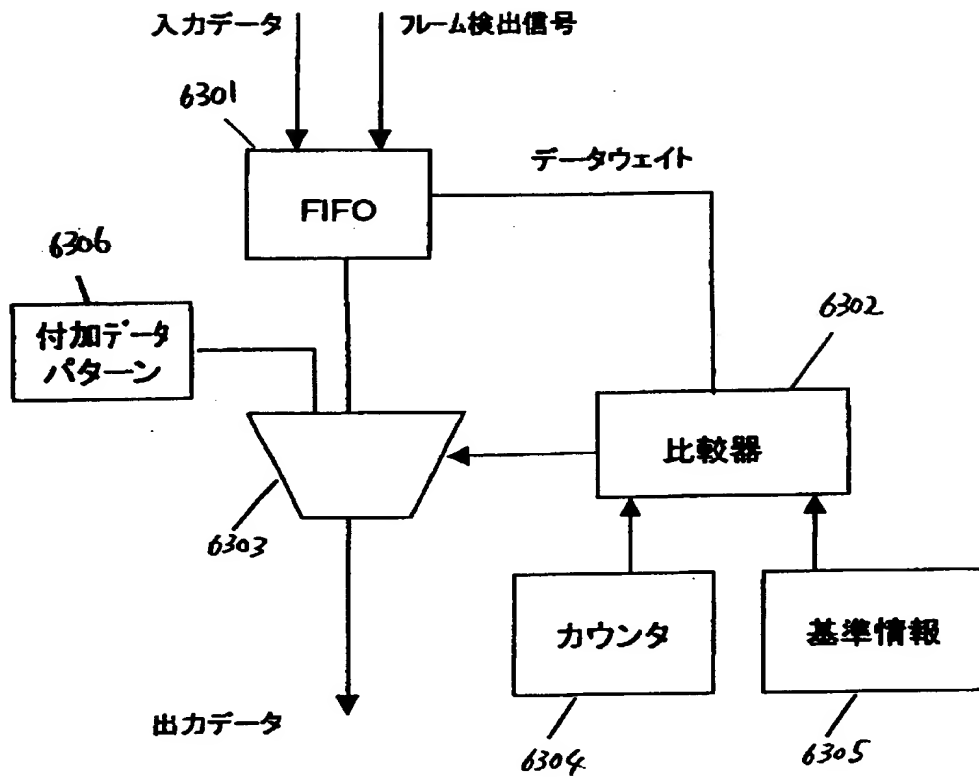 入力データ
フレーム検出信号
6301
データウェイト
FIFO
6306
6302
付加データ
パターン
比較器
6303
カウンタ
基準情報
出力データ
6304
6305